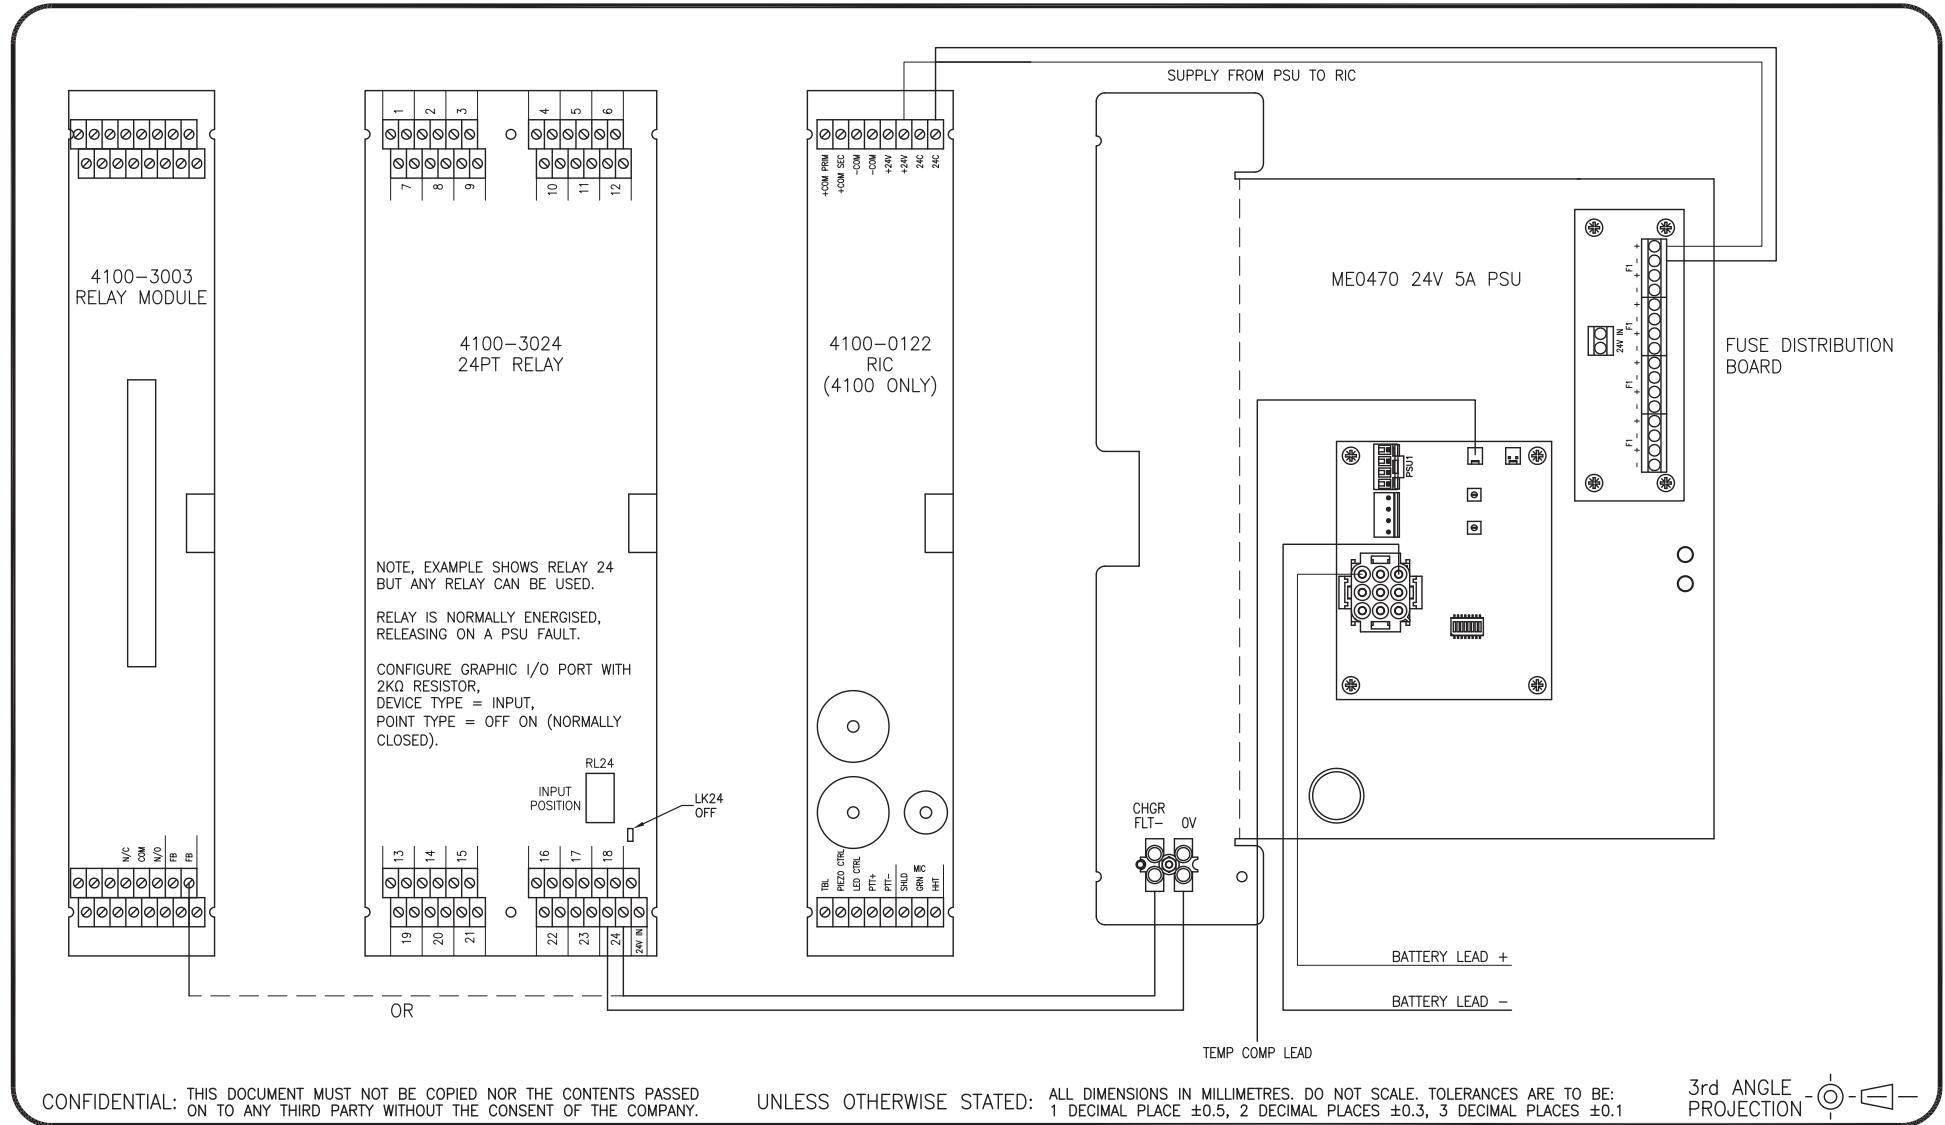 SUPPLY FROM PSU TO RIC
4100-3003
RELAY MODULE
N/C
COM
N/O
FB
FB
1
2
3
4
5
6
7
8
9
10
11
12
4100-3024
24PT RELAY
NOTE, EXAMPLE SHOWS RELAY 24
BUT ANY RELAY CAN BE USED.
RELAY IS NORMALLY ENERGISED,
RELEASING ON A PSU FAULT.
CONFIGURE GRAPHIC I/O PORT WITH
2KΩ RESISTOR,
DEVICE TYPE = INPUT,
POINT TYPE = OFF ON (NORMALLY
CLOSED).
RL24
INPUT
POSITION
LK24
OFF
13
14
15
16
17
18
19
20
21
22
23
24
24V IN
OR
+COM PRIM
+COM SEC
-COM
-COM
+24V
+24V
24C
24C
4100-0122
RIC
(4100 ONLY)
TBL
PIEZO CTRL
LED CTRL
PTT+
PTT-
SHLD
MIC
GRN
HHT
CHGR
FLT-
0V
ME0470 24V 5A PSU
+
-
F1
+
-
+
-
F1
+
-
+
-
F1
+
-
+
-
F1
+
-
24V IN
FUSE DISTRIBUTION
BOARD
PSU1
BATTERY LEAD +
BATTERY LEAD -
TEMP COMP LEAD
CONFIDENTIAL: THIS DOCUMENT MUST NOT BE COPIED NOR THE CONTENTS PASSED
ON TO ANY THIRD PARTY WITHOUT THE CONSENT OF THE COMPANY.
UNLESS OTHERWISE STATED: ALL DIMENSIONS IN MILLIMETRES. DO NOT SCALE. TOLERANCES ARE TO BE:
1 DECIMAL PLACE ±0.5, 2 DECIMAL PLACES ±0.3, 3 DECIMAL PLACES ±0.1
3rd ANGLE
PROJECTION